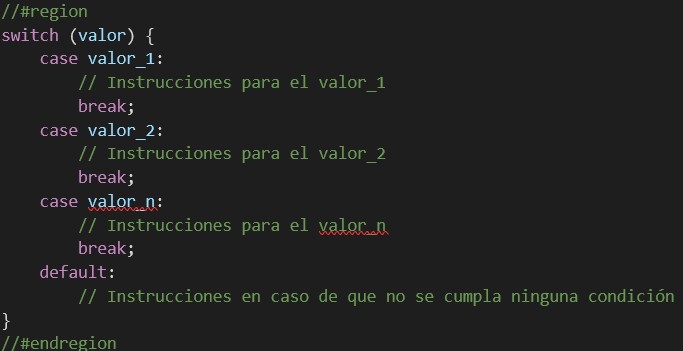 //#region
switch (valor) {
    case valor_1:
        // Instrucciones para el valor_1
        break;
    case valor_2:
        // Instrucciones para el valor_2
        break;
    case valor_n:
        // Instrucciones para el valor_n
        break;
    default:
        // Instrucciones en caso de que no se cumpla ninguna condición
}
//#endregion